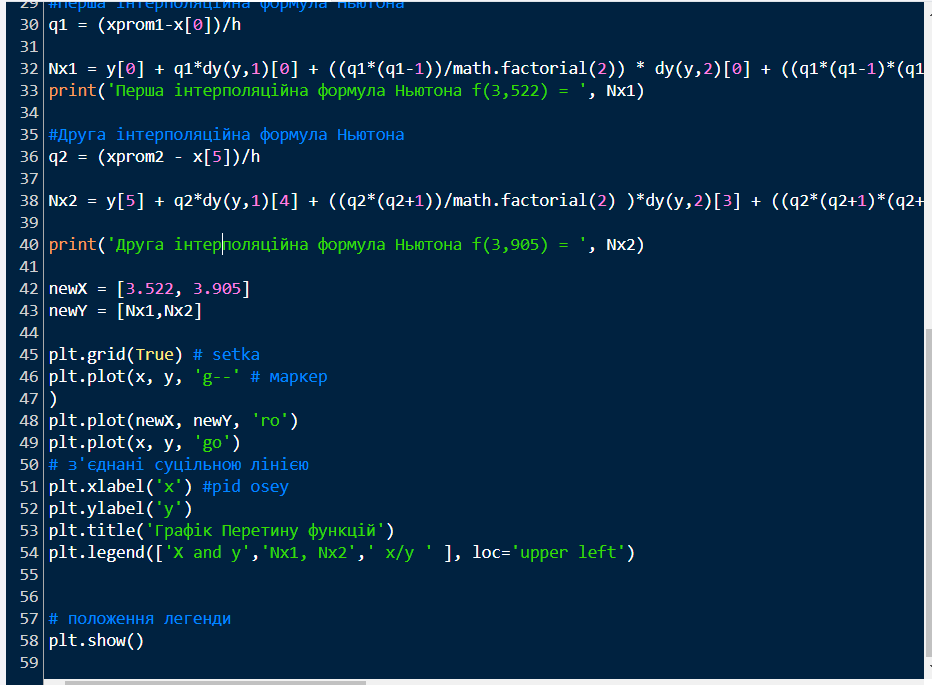 29 #Перша інтерполяційна формула Ньютона
30 q1 = (xprom1-x[0])/h
31
32 Nx1 = y[0] + q1*dy(y,1)[0] + ((q1*(q1-1))/math.factorial(2)) * dy(y,2)[0] + ((q1*(q1-1)*(q1
33 print('Перша інтерполяційна формула Ньютона f(3,522) = ', Nx1)
34
35 #Друга інтерполяційна формула Ньютона
36 q2 = (xprom2 - x[5])/h
37
38 Nx2 = y[5] + q2*dy(y,1)[4] + ((q2*(q2+1))/math.factorial(2) )*dy(y,2)[3] + ((q2*(q2+1)*(q2+
39
40 print('Друга інтерполяційна формула Ньютона f(3,905) = ', Nx2)
41
42 newX = [3.522, 3.905]
43 newY = [Nx1,Nx2]
44
45 plt.grid(True) # setka
46 plt.plot(x, y, 'g--' # маркер
47 )
48 plt.plot(newX, newY, 'ro')
49 plt.plot(x, y, 'go')
50 # з'єднані суцільною лінією
51 plt.xlabel('x') #pid osey
52 plt.ylabel('y')
53 plt.title('Графік Перетину функцій')
54 plt.legend(['X and y','Nx1, Nx2',' x/y ' ], loc='upper left')
55
56
57 # положення легенди
58 plt.show()
59